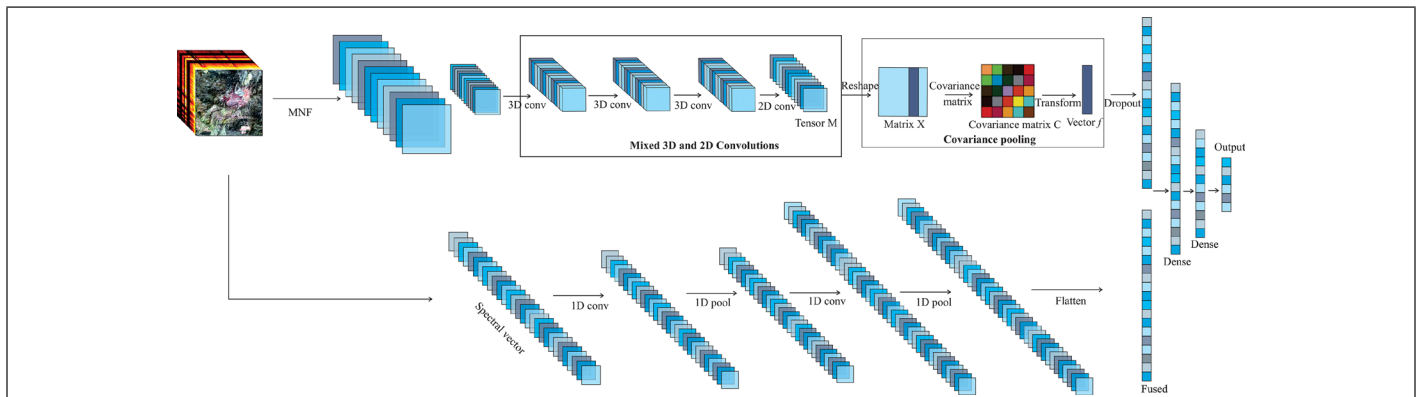 MNF
3D conv
3D conv
3D conv
2D conv
Tensor M
Mixed 3D and 2D Convolutions
Reshape
Matrix X
Covariance
matrix
Covariance matrix C
Transform
Vector f
Covariance pooling
Dropout
Output
Dense
Dense
Spectral vector
1D conv
1D pool
1D conv
1D pool
Flatten
Fused